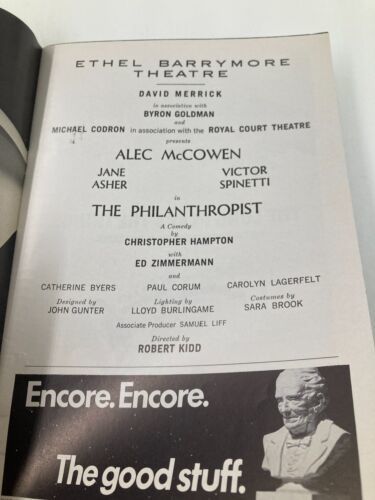 ETHEL BARRYMORE
THEATRE
DAVID MERRICK
in association with
BYRON GOLDMAN
and
MICHAEL CODRON in association with the ROYAL COURT THEATRE
presents
ALEC McCOWEN
JANE VICTOR
ASHER SPINETTI
in
THE PHILANTHROPIST
A Comedy
by
CHRISTOPHER HAMPTON
with
ED ZIMMERMANN
and
CATHERINE BYERS PAUL CORUM CAROLYN LAGERFELT
Designed by Lighting by Costumes by
JOHN GUNTER LLOYD BURLINGAME SARA BROOK
Associate Producer SAMUEL LIFF
Directed by
ROBERT KIDD
Encore. Encore.
The good stuff.